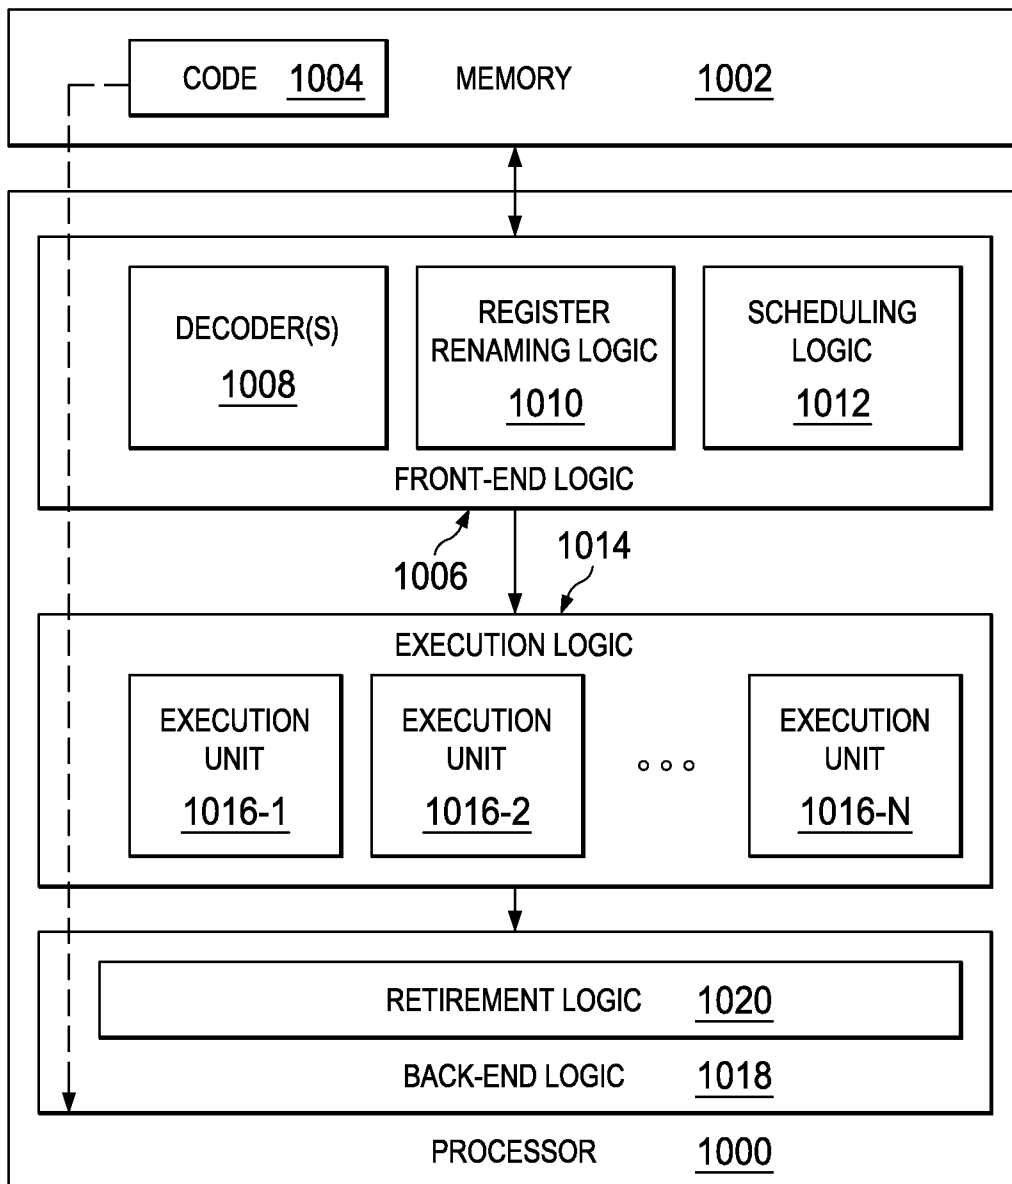 CODE 1004 MEMORY 1002
DECODER(S)
1008
REGISTER
RENAMING LOGIC
1010
SCHEDULING
LOGIC
1012
FRONT-END LOGIC
1006
1014
EXECUTION LOGIC
EXECUTION
UNIT
1016-1
EXECUTION
UNIT
1016-2
EXECUTION
UNIT
1016-N
RETIREMENT LOGIC 1020
BACK-END LOGIC 1018
PROCESSOR 1000